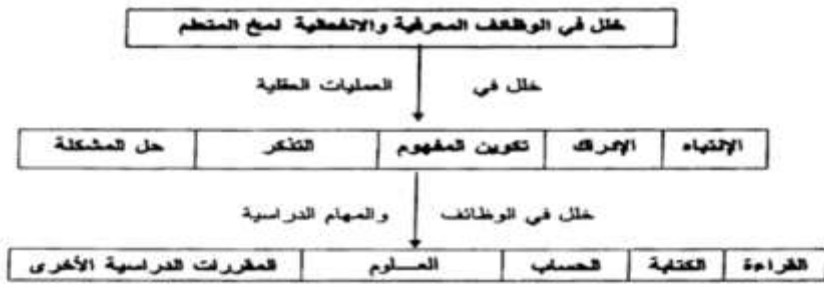 خلل في الوظائف المعرفية والانفعالية لمخ المتعلم
خلل في العمليات العقلية
الإنتباه الإدراك تكوين المفهوم التذكر حل المشكلة
خلل في الوظائف والمهام الدراسية
القراءة الكتابة الحساب العـــلوم المقررات الدراسية الأخرى